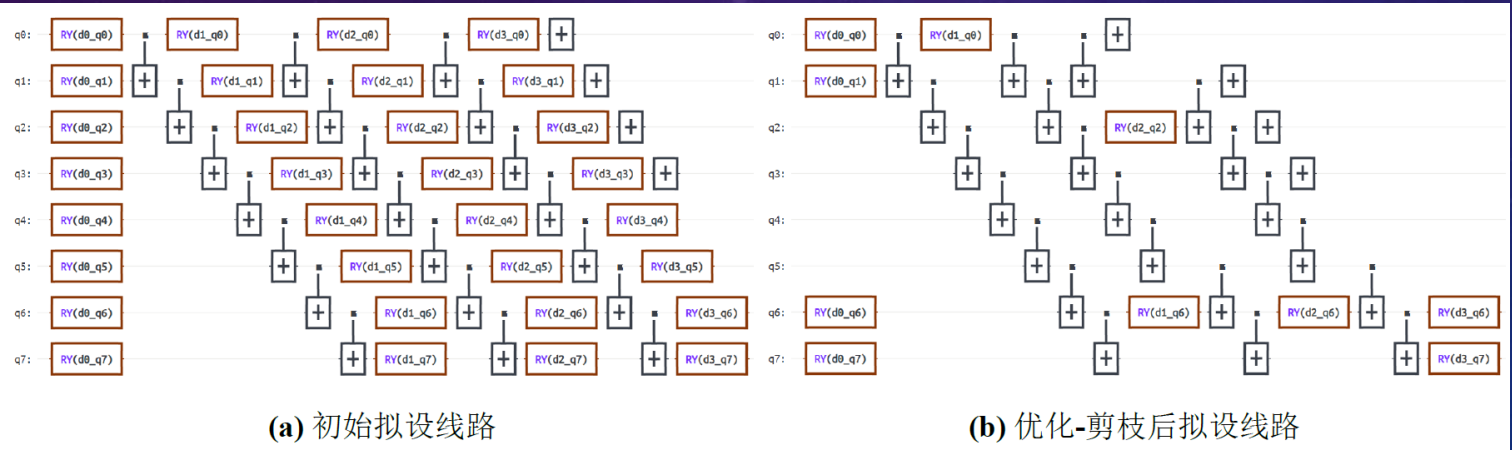 q0: RY(d0_q0) RY(d1_q0) RY(d2_q0) RY(d3_q0)
q1: RY(d0_q1) RY(d1_q1) RY(d2_q1) RY(d3_q1)
q2: RY(d0_q2) RY(d1_q2) RY(d2_q2) RY(d3_q2)
q3: RY(d0_q3) RY(d1_q3) RY(d2_q3) RY(d3_q3)
q4: RY(d0_q4) RY(d1_q4) RY(d2_q4) RY(d3_q4)
q5: RY(d0_q5) RY(d1_q5) RY(d2_q5) RY(d3_q5)
q6: RY(d0_q6) RY(d1_q6) RY(d2_q6) RY(d3_q6)
q7: RY(d0_q7) RY(d1_q7) RY(d2_q7) RY(d3_q7)
(a) 初始拟设线路
q0: RY(d0_q0) RY(d1_q0)
q1: RY(d0_q1)
q2: RY(d2_q2)
q3:
q4:
q5:
q6: RY(d0_q6) RY(d1_q6) RY(d2_q6) RY(d3_q6)
q7: RY(d0_q7) RY(d3_q7)
(b) 优化-剪枝后拟设线路